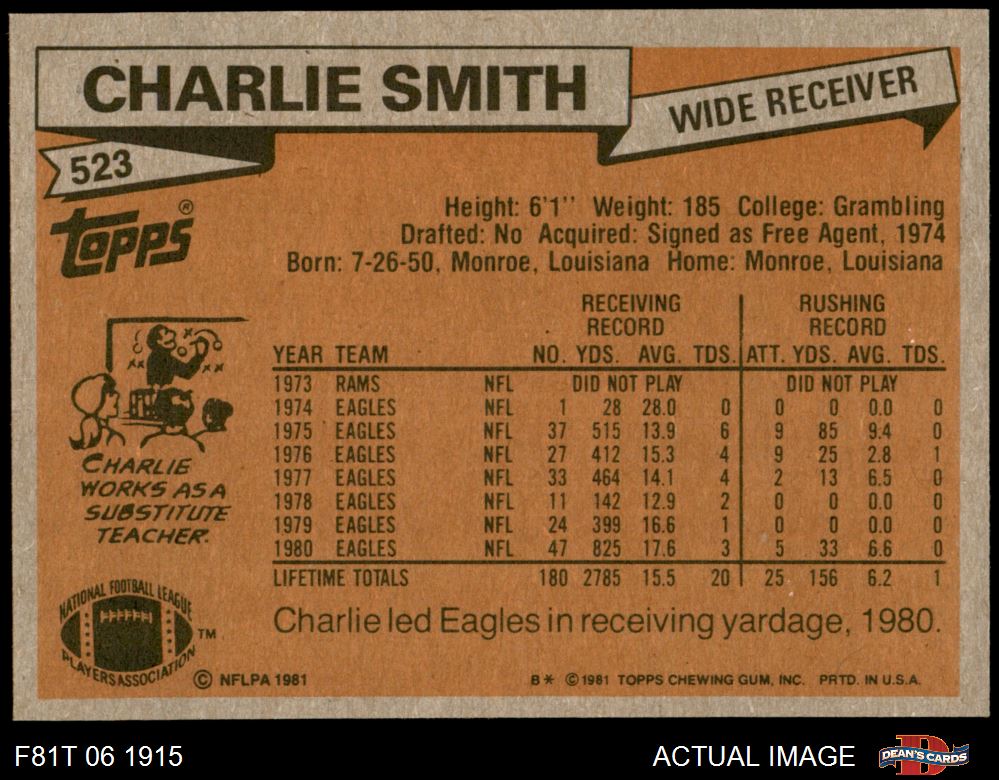 CHARLIE SMITH
WIDE RECEIVER
523
TOPPS®
Height: 6'1'' Weight: 185 College: Grambling
Drafted: No Acquired: Signed as Free Agent, 1974
Born: 7-26-50, Monroe, Louisiana Home: Monroe, Louisiana
RECEIVING RECORD RUSHING RECORD
YEAR TEAM NO. YDS. AVG. TDS. ATT. YDS. AVG. TDS.
1973 RAMS NFL DID NOT PLAY DID NOT PLAY
1974 EAGLES NFL 1 28 28.0 0 0 0 0.0 0
1975 EAGLES NFL 37 515 13.9 6 9 85 9.4 0
1976 EAGLES NFL 27 412 15.3 4 9 25 2.8 1
1977 EAGLES NFL 33 464 14.1 4 2 13 6.5 0
1978 EAGLES NFL 11 142 12.9 2 0 0 0.0 0
1979 EAGLES NFL 24 399 16.6 1 0 0 0.0 0
1980 EAGLES NFL 47 825 17.6 3 5 33 6.6 0
LIFETIME TOTALS 180 2785 15.5 20 25 156 6.2 1
CHARLIE
WORKS AS A
SUBSTITUTE
TEACHER.
Charlie led Eagles in receiving yardage, 1980.
NATIONAL FOOTBALL LEAGUE
PLAYERS ASSOCIATION
TM
© NFLPA 1981
B* ©1981 TOPPS CHEWING GUM, INC. PRTD. IN U.S.A.
F81T 06 1915
ACTUAL IMAGE
DEAN'S CARDS